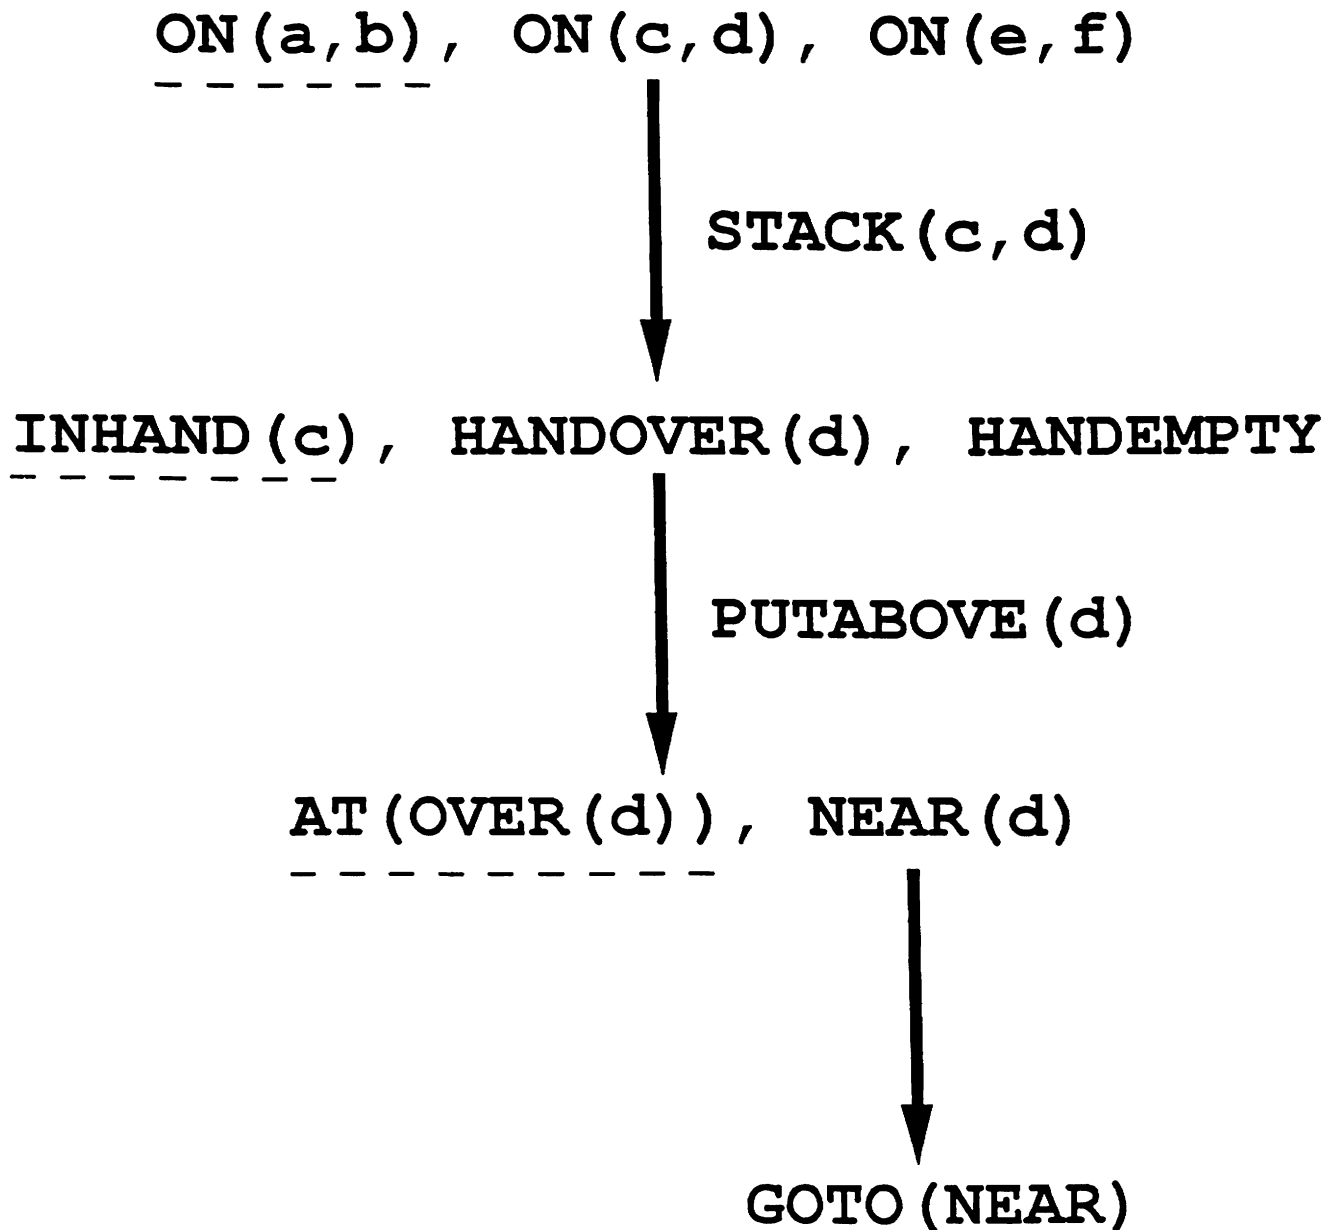 ON(a,b), ON(c,d), ON(e,f)
STACK(c,d)
INHAND(c), HANDOVER(d), HANDEMPTY
PUTABOVE(d)
AT(OVER(d)), NEAR(d)
GOTO(NEAR)